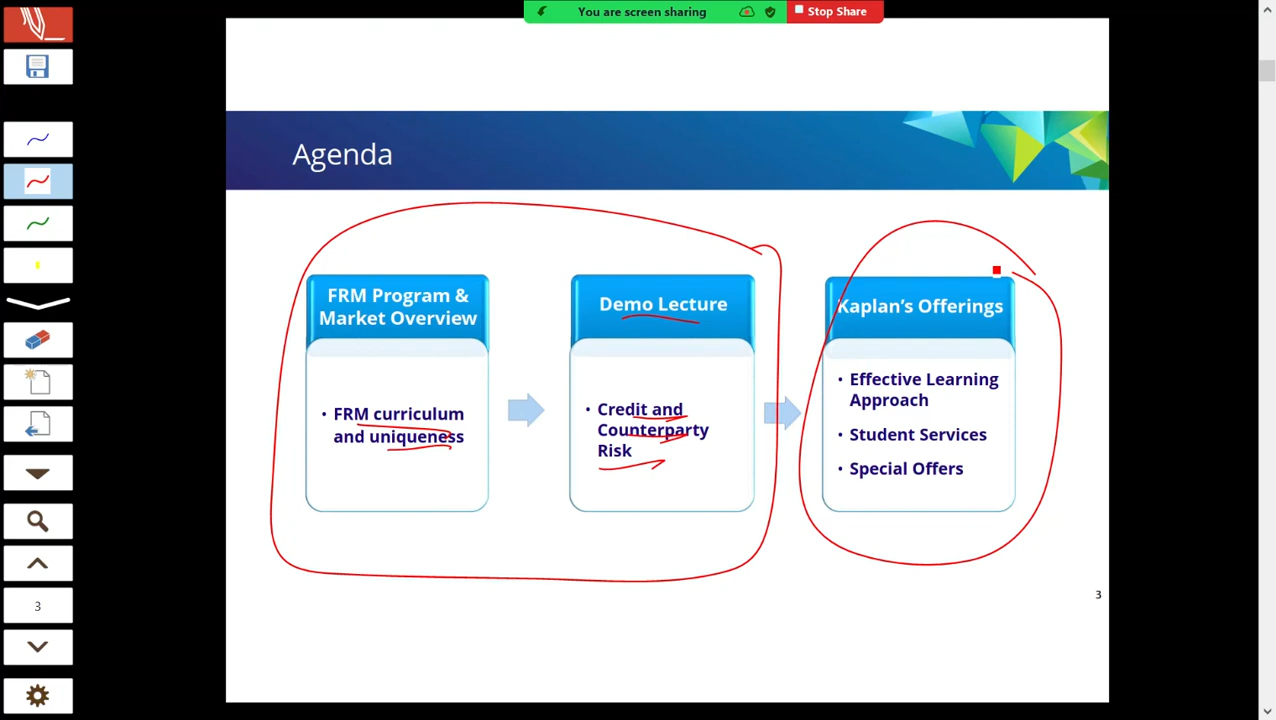 You are screen sharing
Stop Share
Agenda
FRM Program &
Market Overview
• FRM curriculum
and uniqueness
Demo Lecture
• Credit and
Counterparty
Risk
Kaplan's Offerings
• Effective Learning
Approach
• Student Services
• Special Offers
3
3